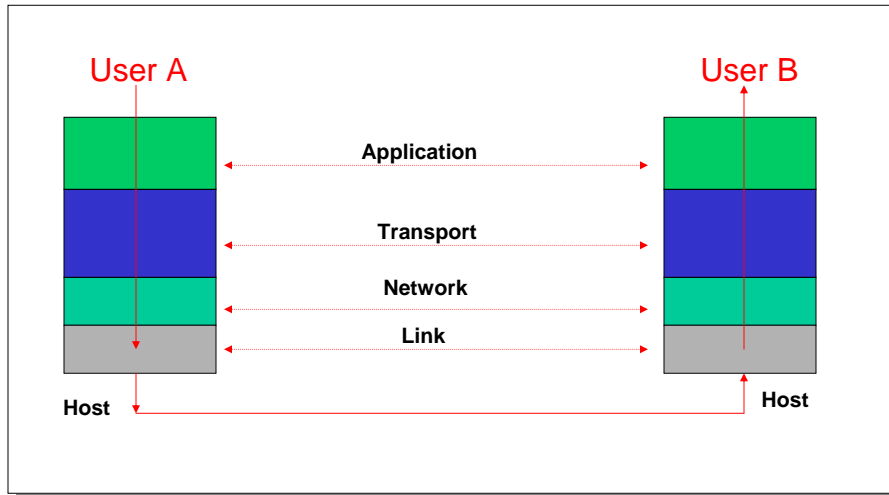 User A
User B
Application
Transport
Network
Link
Host
Host